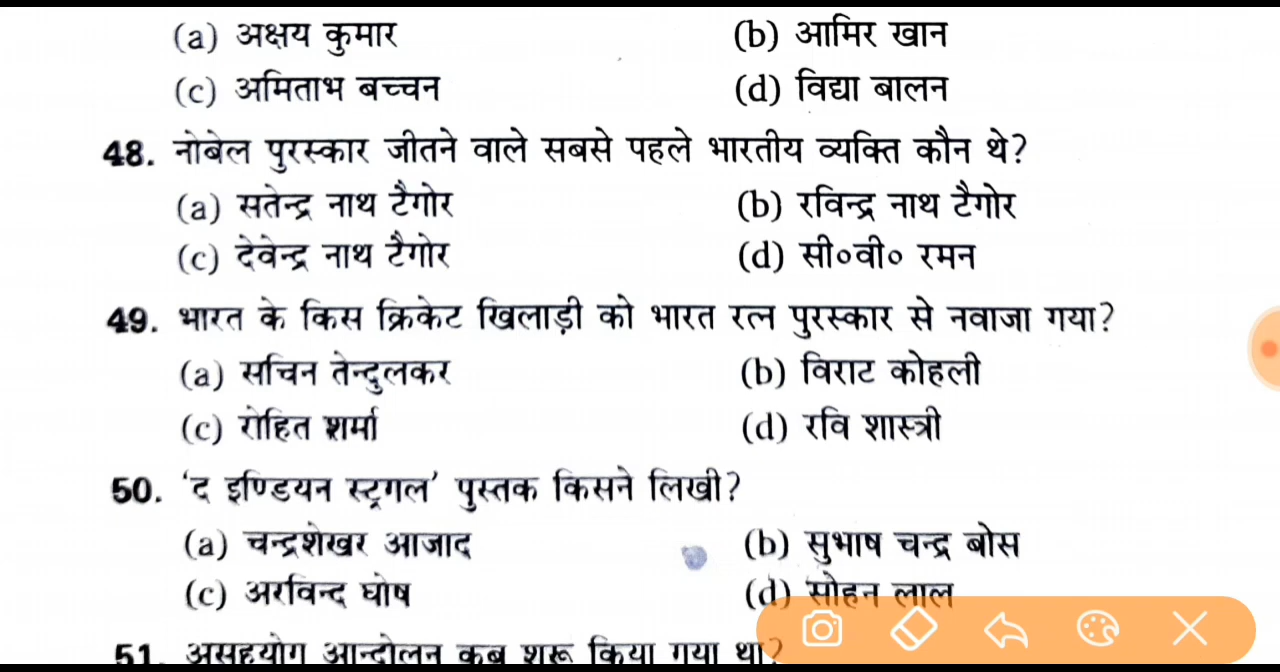 (a) अक्षय कुमार (b) आमिर खान
(c) अमिताभ बच्चन (d) विद्या बालन
48. नोबेल पुरस्कार जीतने वाले सबसे पहले भारतीय व्यक्ति कौन थे?
(a) सतेन्द्र नाथ टैगोर (b) रविन्द्र नाथ टैगोर
(c) देवेन्द्र नाथ टैगोर (d) सी०वी० रमन
49. भारत के किस क्रिकेट खिलाड़ी को भारत रत्न पुरस्कार से नवाजा गया?
(a) सचिन तेन्दुलकर (b) विराट कोहली
(c) रोहित शर्मा (d) रवि शास्त्री
50. ‘द इण्डियन स्ट्रगल’ पुस्तक किसने लिखी?
(a) चन्द्रशेखर आजाद (b) सुभाष चन्द्र बोस
(c) अरविन्द घोष (d) सोहन लाल
51. असहयोग आन्दोलन कब शुरू किया गया था?